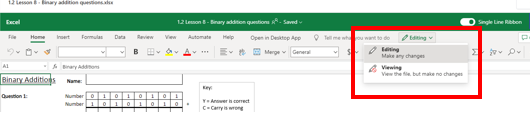 1.2 Lesson 8 - Binary addition questions.xlsx
Excel 1.2 Lesson 8 - Binary addition questions - Saved Single Line Ribbon
File Home Insert Draw Page Layout Formulas Data Review View Automate Help Open in Desktop App Tell me what you want to do Editing
Editing
Make any changes
Viewing
View the file, but make no changes
B Merge General
A1
Binary Additions Name:
Key:
Question 1: Number 0 1 0 1 0 1 0 1
Y = Answer is correct
Number 1 0 1 0 1 0 1 0 +
C = Carry is wrong